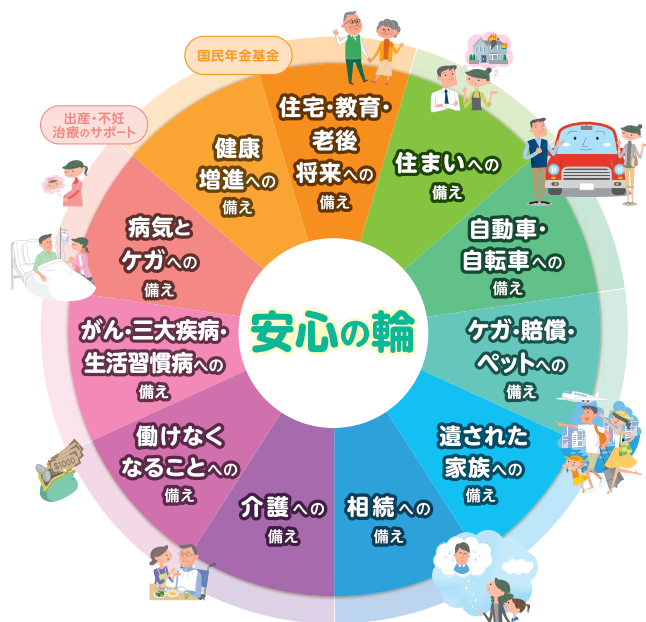 国民年金基金
出産・不妊
治療のサポート
住宅・教育・
老後
将来への
備え
住まいへの
備え
自動車・
自転車への
備え
ケガ・賠償・
ペットへの
備え
遺された
家族への
備え
相続への
備え
介護への
備え
働けなく
なることへの
備え
がん・三大疾病・
生活習慣病への
備え
病気と
ケガへの
備え
健康
増進への
備え
安心の輪
$1000